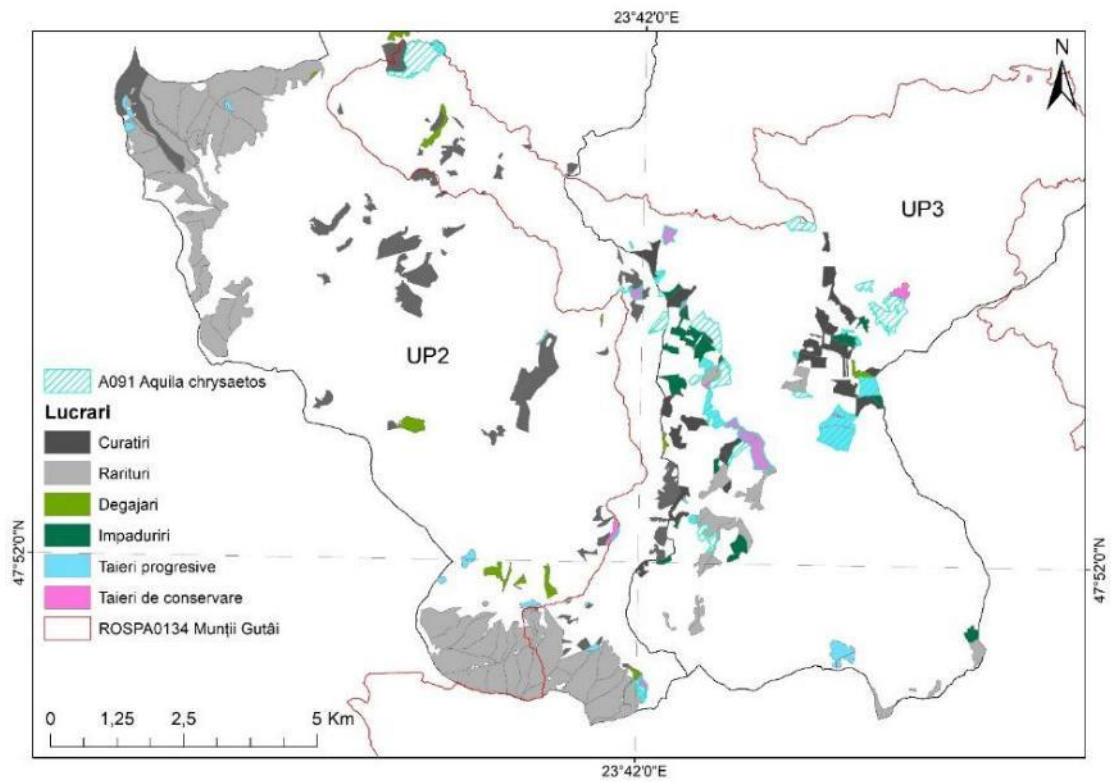 23°42'0"E
N
UP3
UP2
A091 Aquila chrysaetos
Lucrari
Curatiri
Rarituri
Degajari
Impaduriri
Taieri progresive
Taieri de conservare
ROSPA0134 Munții Gutâi
47°52'0"N
47°52'0"N
0 1,25 2,5 5 Km
23°42'0"E